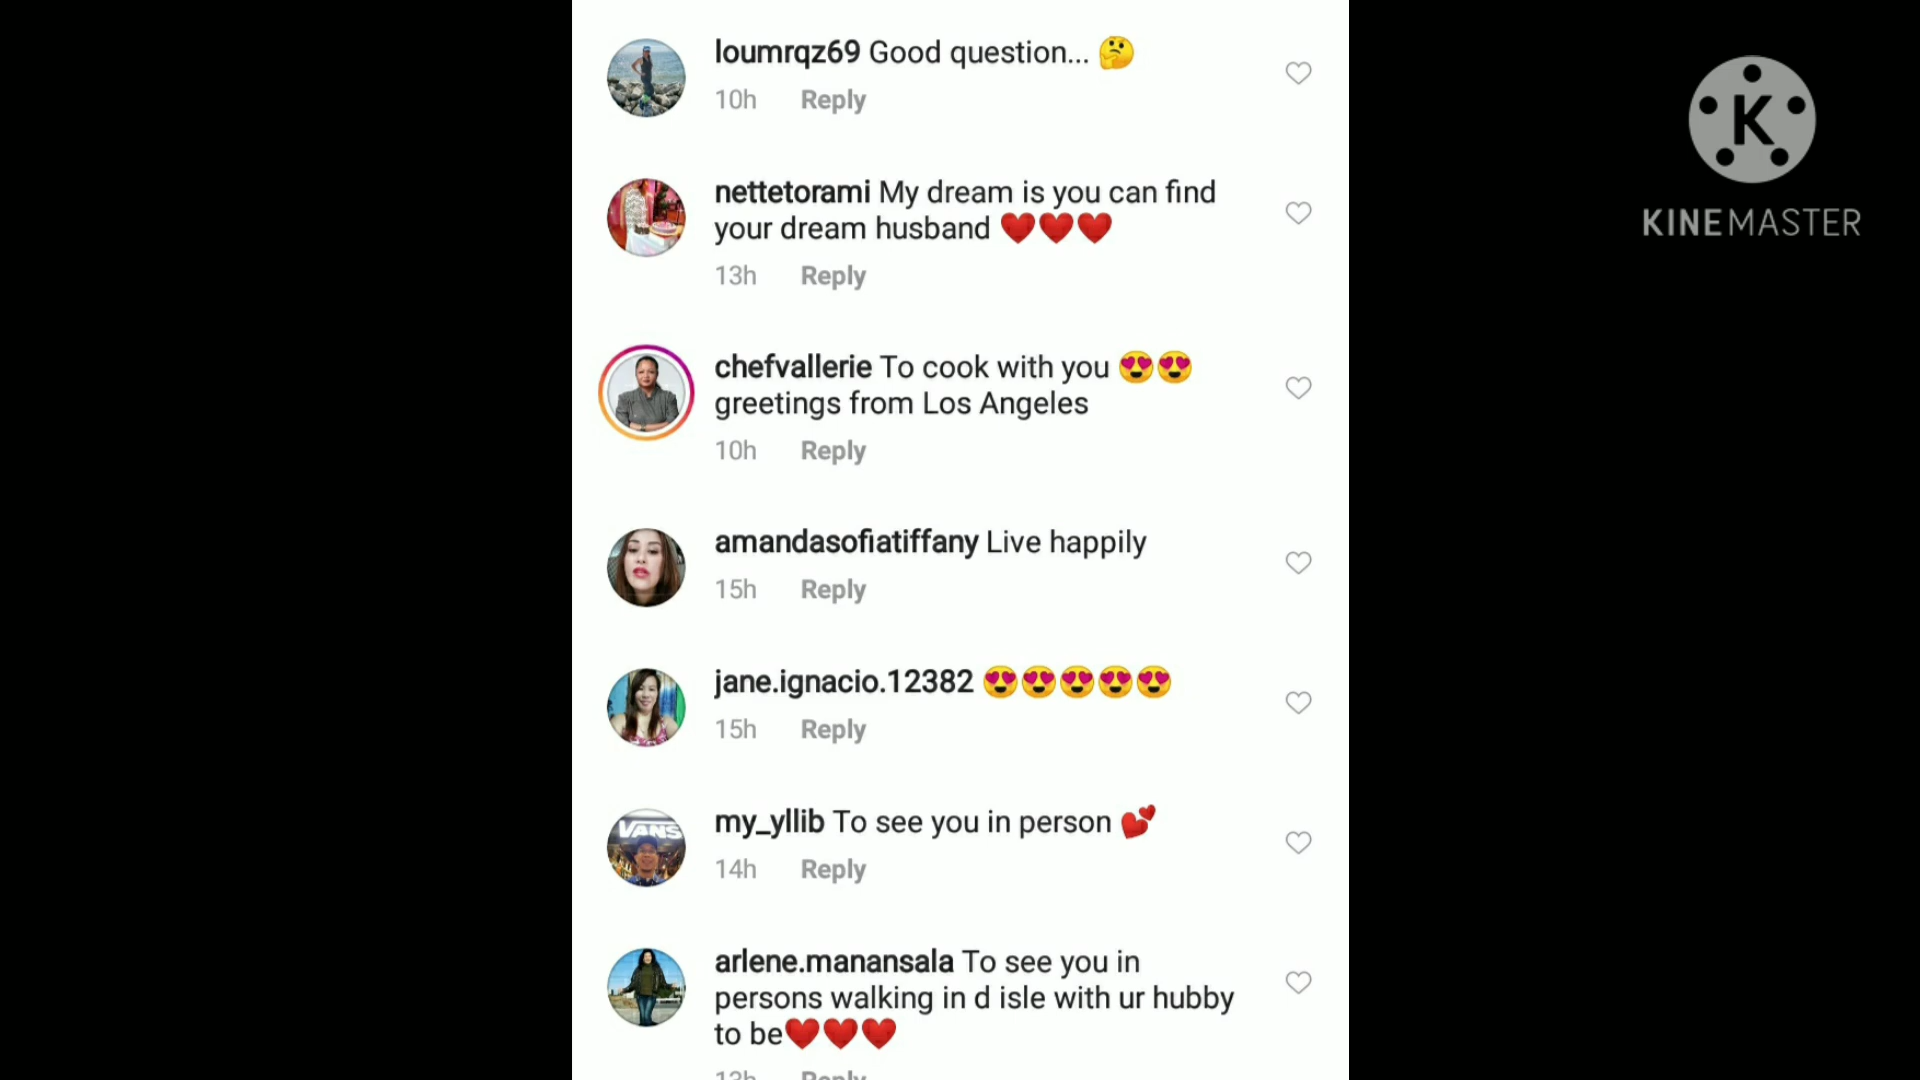 loumrqz69 Good question... 🤔
10h Reply
nettetorami My dream is you can find
your dream husband ❤️❤️❤️
13h Reply
chefvallerie To cook with you 😍😍
greetings from Los Angeles
10h Reply
amandasofiatiffany Live happily
15h Reply
jane.ignacio.12382 😍😍😍😍😍
15h Reply
VANS
my_yllib To see you in person 💕
14h Reply
arlene.manansala To see you in
persons walking in d isle with ur hubby
to be❤️❤️❤️
13h Reply
K
KINEMASTER